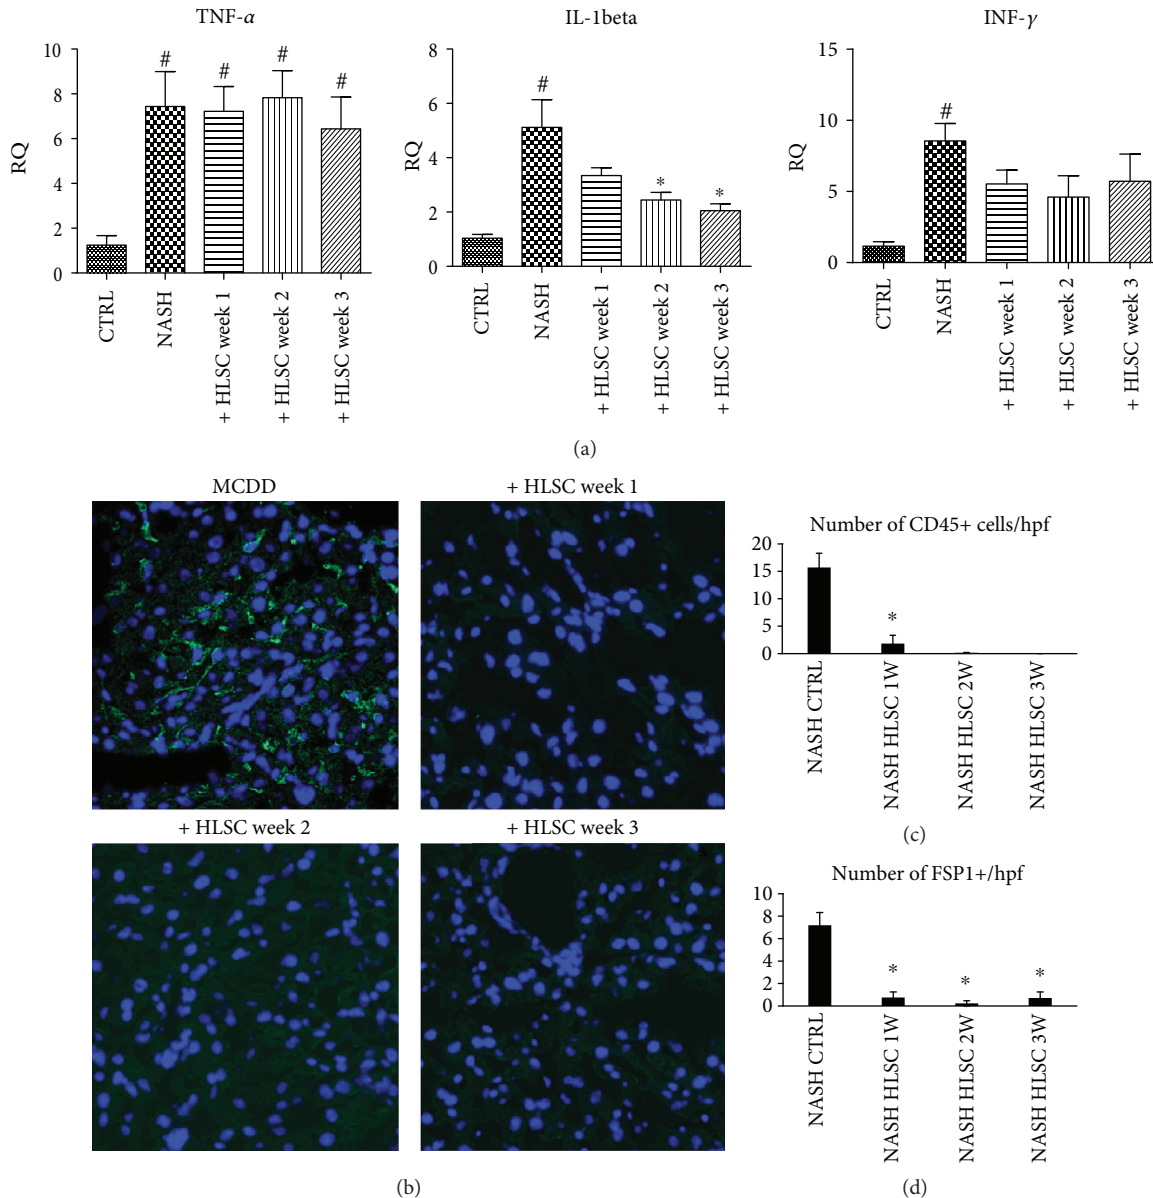 TNF-α
10
8
6
4
2
0
RQ
#
#
#
#
CTRL
NASH
+ HLSC week 1
+ HLSC week 2
+ HLSC week 3
IL-1beta
8
6
4
2
0
RQ
#
*
*
CTRL
NASH
+ HLSC week 1
+ HLSC week 2
+ HLSC week 3
INF-γ
15
10
5
0
RQ
#
CTRL
NASH
+ HLSC week 1
+ HLSC week 2
+ HLSC week 3
(a)
MCDD
+ HLSC week 1
+ HLSC week 2
+ HLSC week 3
(b)
Number of CD45+ cells/hpf
20
15
10
5
0
*
NASH CTRL
NASH HLSC 1W
NASH HLSC 2W
NASH HLSC 3W
(c)
Number of FSP1+/hpf
10
8
6
4
2
0
*
*
*
NASH CTRL
NASH HLSC 1W
NASH HLSC 2W
NASH HLSC 3W
(d)